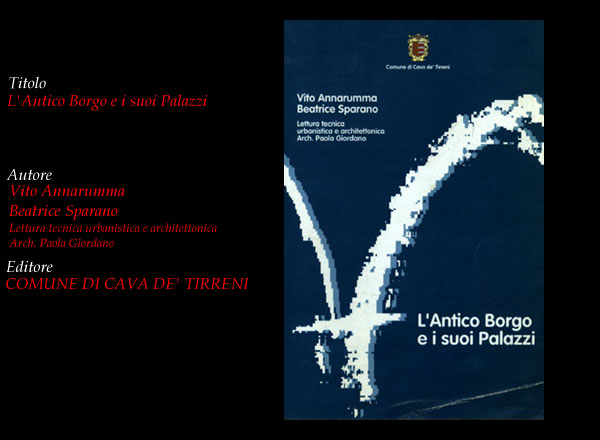 Titolo
L'Antico Borgo e i suoi Palazzi
Autore
Vito Annarumma
Beatrice Sparano
Lettura tecnica urbanistica e architettonica
Arch. Paola Giordano
Editore
COMUNE DI CAVA DE' TIRRENI
Comune di Cava de' Tirreni
Vito Annarumma
Beatrice Sparano
Lettura tecnica
urbanistica e architettonica
Arch. Paola Giordano
L'Antico Borgo
e i suoi Palazzi